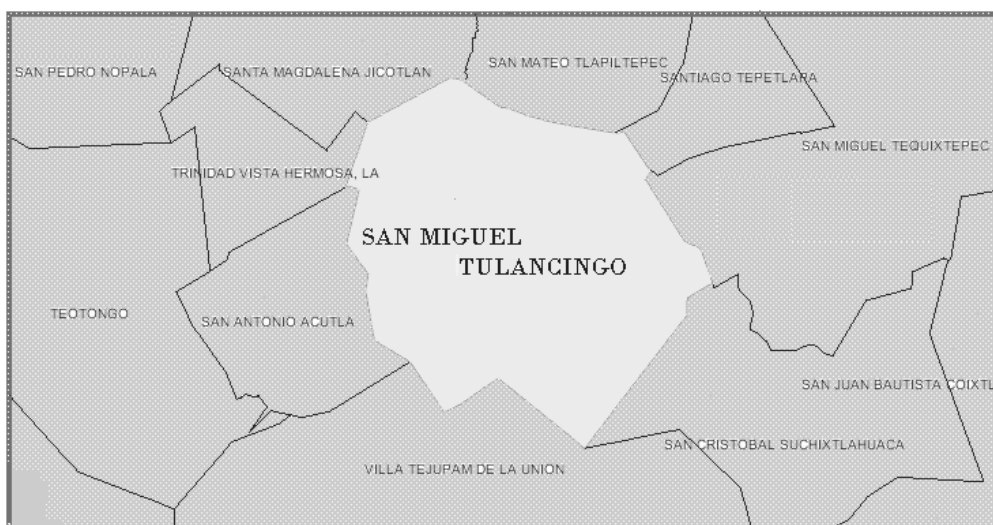 SAN PEDRO NOPALA
SANTA MAGDALENA JICOTLAN
SAN MATEO TLAPILTEPEC
SANTIAGO TEPETLAPA
SAN MIGUEL TEQUIXTEPEC
TRINIDAD VISTA HERMOSA, LA
SAN MIGUEL
TULANCINGO
TEOTONGO
SAN ANTONIO ACUTLA
SAN JUAN BAUTISTA COIXTL
SAN CRISTOBAL SUCHIXTLAHUACA
VILLA TEJUPAM DE LA UNION